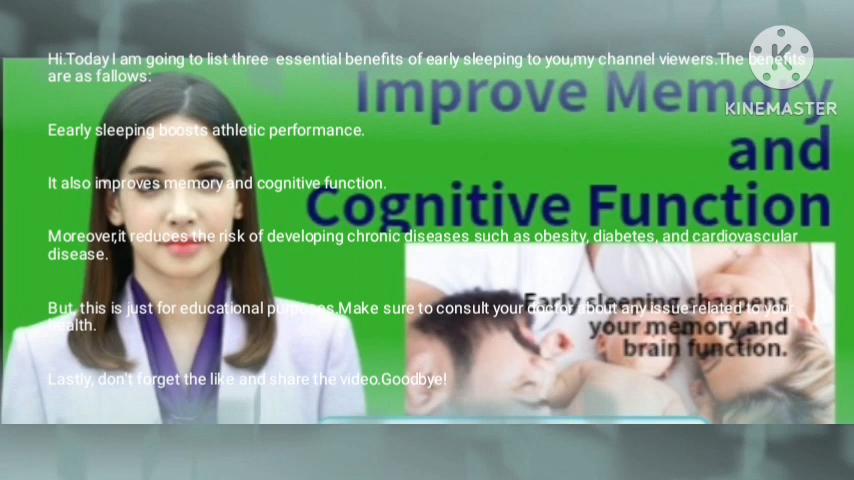 Hi.Today I am going to list three essential benefits of early sleeping to you,my channel viewers.The benefits
are as fallows:
Eearly sleeping boosts athletic performance.
It also improves memory and cognitive function.
Moreover,it reduces the risk of developing chronic diseases such as obesity, diabetes, and cardiovascular
disease.
But, this is just for educational purposes.Make sure to consult your doctor about any issue related to your
health.
Lastly, don't forget the like and share the video.Goodbye!
Improve Memory
and
Cognitive Function
Early sleeping sharpens
your memory and
brain function.
KINEMASTER